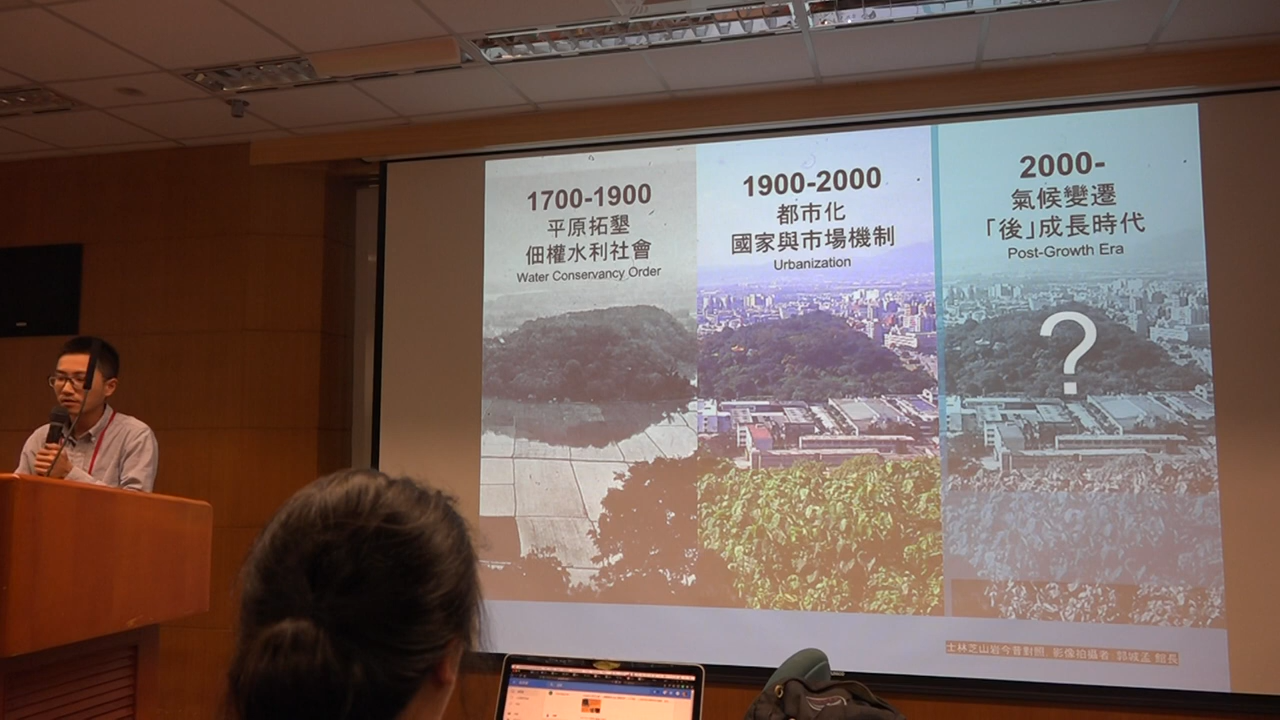 1700-1900
平原拓墾
佃權水利社會
Water Conservancy Order
1900-2000
都市化
國家與市場機制
Urbanization
2000-
氣候變遷
「後」成長時代
Post-Growth Era
?
士林芝山岩今昔對照. 影像拍攝者: 郭城孟 館長